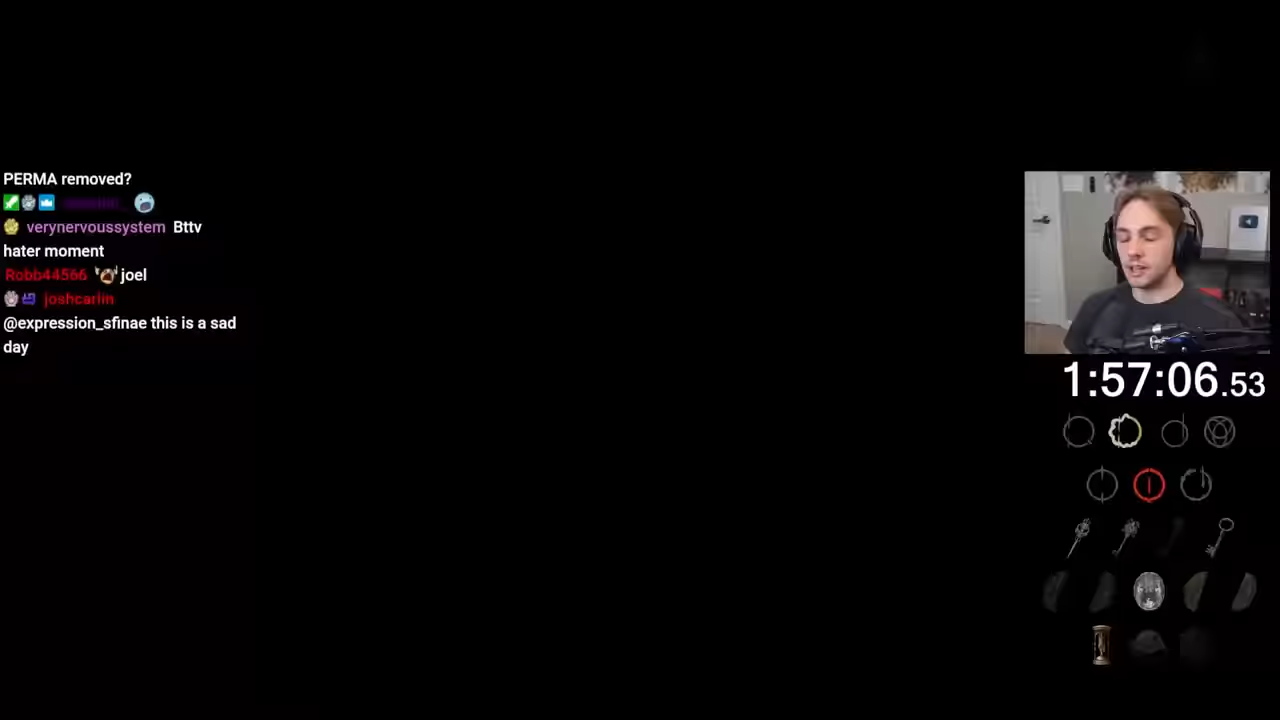 PERMA removed?
verynervoussystem Bttv
hater moment
Robb44566 joel
joshcarlin
@expression_sfinae this is a sad
day
1:57:06.53